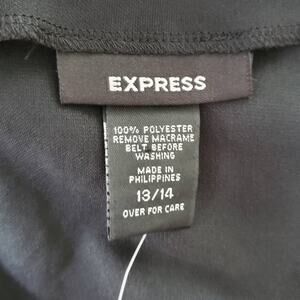 EXPRESS
100% POLYESTER
REMOVE MACRAME
BELT BEFORE
WASHING
MADE IN
PHILIPPINES
13/14
OVER FOR CARE